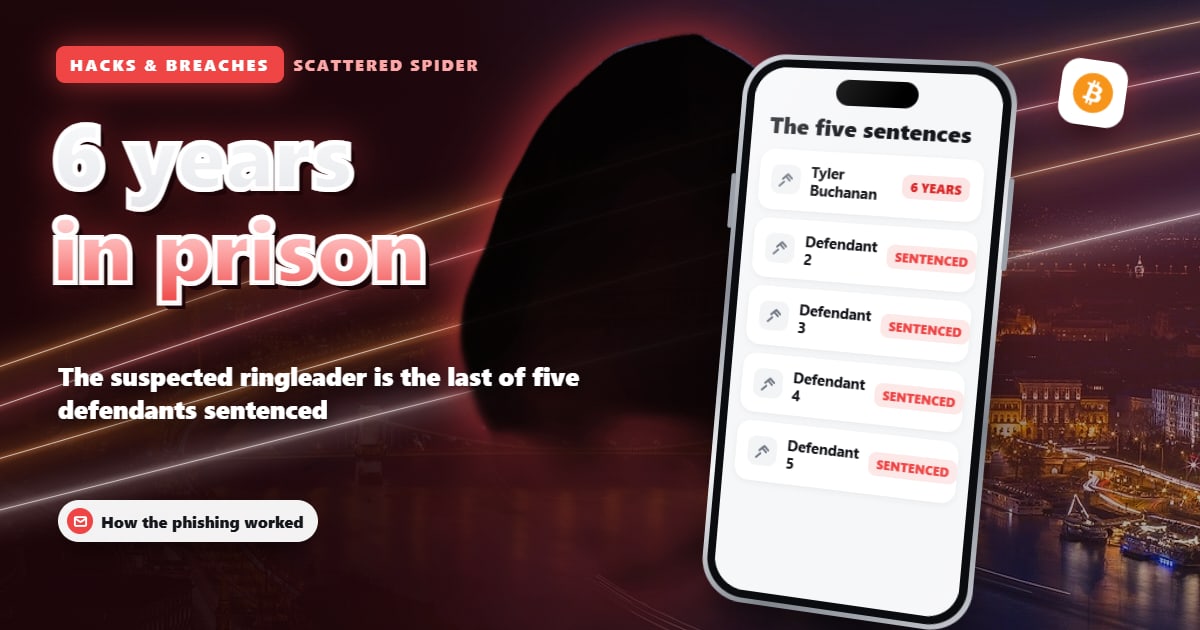 HACKS & BREACHES SCATTERED SPIDER
6 years
in prison
The suspected ringleader is the last of five
defendants sentenced
How the phishing worked
The five sentences
Tyler
Buchanan
6 YEARS
Defendant
2
SENTENCED
Defendant
3
SENTENCED
Defendant
4
SENTENCED
Defendant
5
SENTENCED